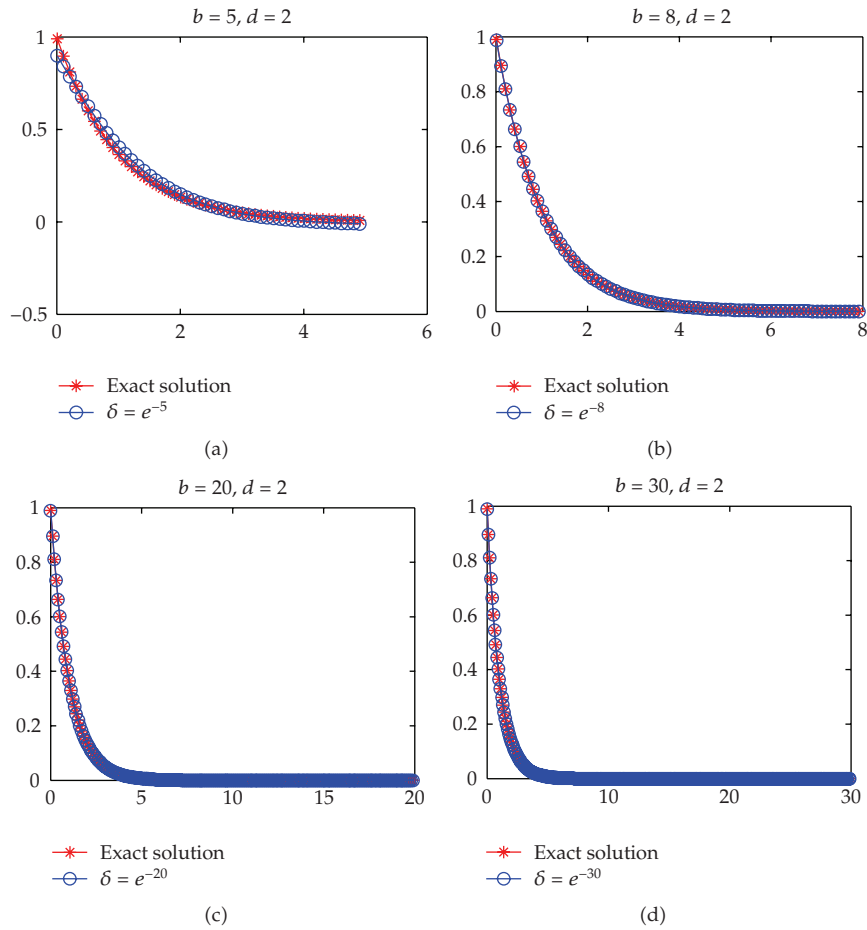 b = 5, d = 2
1
0.5
0
−0.5
0
2
4
6
Exact solution
δ = e⁻⁵
(a)
b = 8, d = 2
1
0.8
0.6
0.4
0.2
0
0
2
4
6
8
Exact solution
δ = e⁻⁸
(b)
b = 20, d = 2
1
0.8
0.6
0.4
0.2
0
0
5
10
15
20
Exact solution
δ = e⁻²⁰
(c)
b = 30, d = 2
1
0.8
0.6
0.4
0.2
0
0
10
20
30
Exact solution
δ = e⁻³⁰
(d)